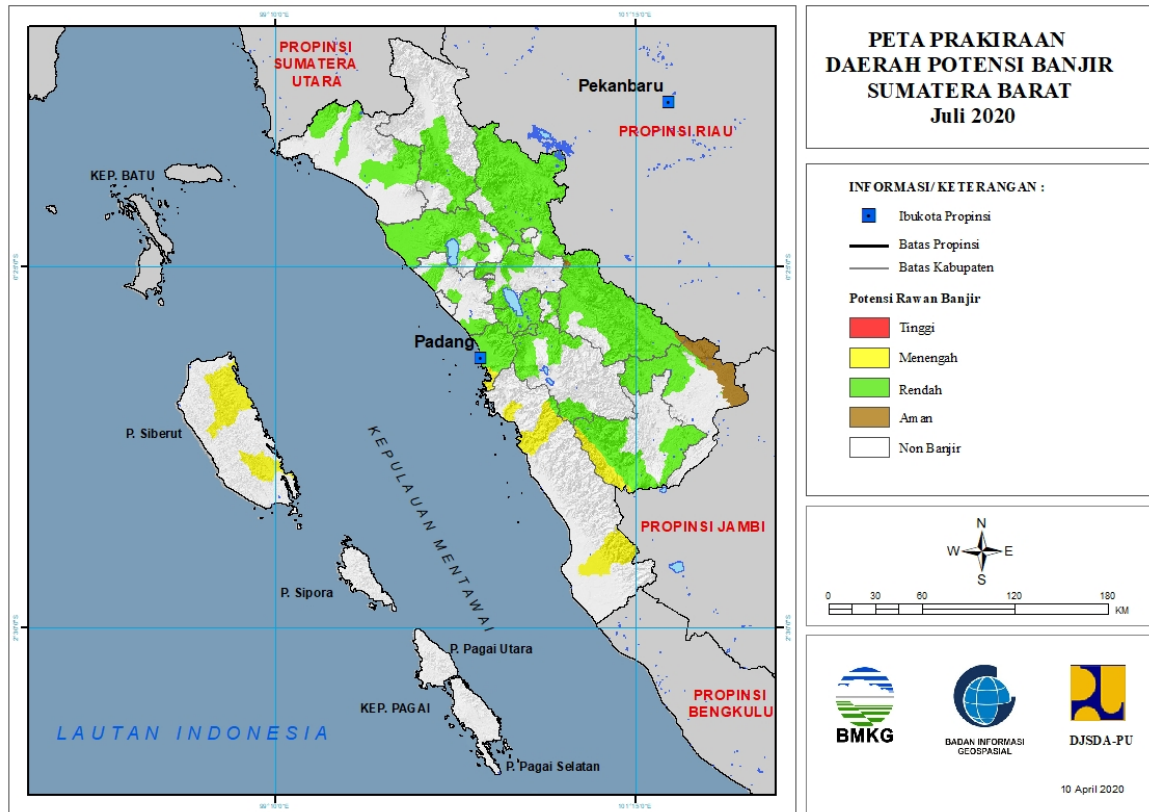 PETA PRAKIRAAN
DAERAH POTENSI BANJIR
SUMATERA BARAT
Juli 2020
INFORMASI/ KETERANGAN :
Ibukota Propinsi
Batas Propinsi
Batas Kabupaten
Potensi Rawan Banjir
Tinggi
Menengah
Rendah
Aman
Non Banjir
N
W E
S
0 30 60 120 180
KM
BMKG
BADAN INFORMASI
GEOSPASIAL
DJSDA-PU
10 April 2020
PROPINSI
SUMATERA
UTARA
Pekanbaru
PROPINSI RIAU
KEP. BATU
Padang
P. Siberut
KEPULAUAN MENTAWAI
PROPINSI JAMBI
P. Sipora
P. Pagai Utara
KEP. PAGAI
PROPINSI
BENGKULU
LAUTAN INDONESIA
P. Pagai Selatan